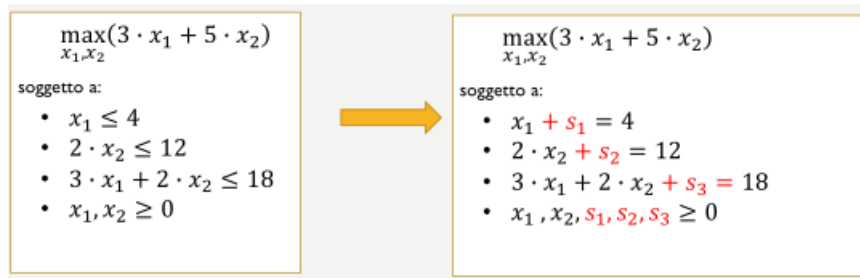 max(3 · x₁ + 5 · x₂)
x₁,x₂
soggetto a:
• x₁ ≤ 4
• 2 · x₂ ≤ 12
• 3 · x₁ + 2 · x₂ ≤ 18
• x₁, x₂ ≥ 0
max(3 · x₁ + 5 · x₂)
x₁,x₂
soggetto a:
• x₁ + s₁ = 4
• 2 · x₂ + s₂ = 12
• 3 · x₁ + 2 · x₂ + s₃ = 18
• x₁ , x₂, s₁, s₂, s₃ ≥ 0